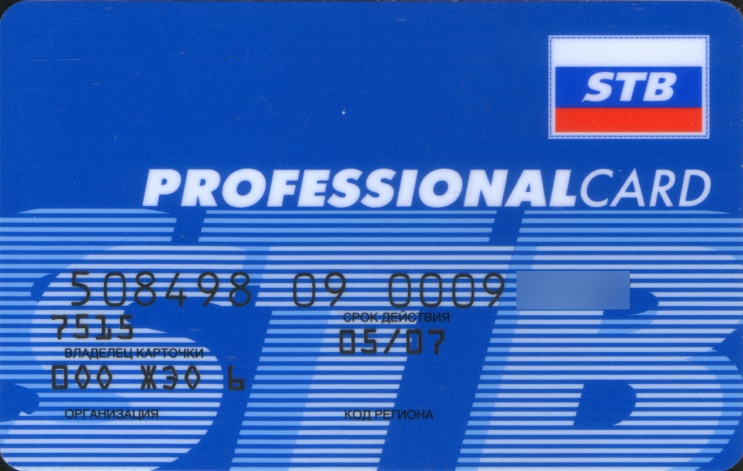 STB
PROFESSIONALCARD
508498 09 0009
7515
СРОК ДЕЙСТВИЯ
05/07
ВЛАДЕЛЕЦ КАРТОЧКИ
ООО ЖЭО Ь
ОРГАНИЗАЦИЯ
КОД РЕГИОНА
STB